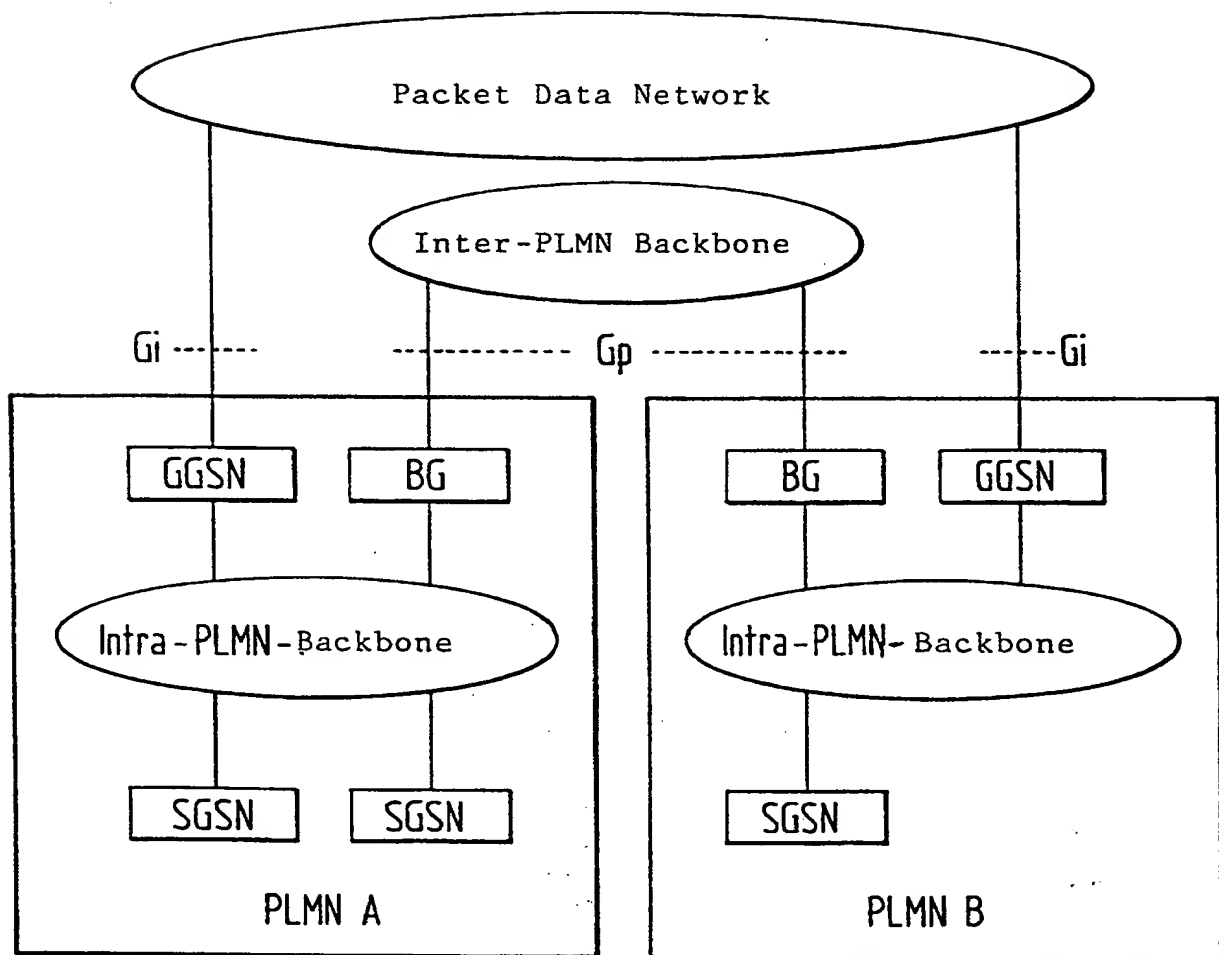 Packet Data Network
Inter-PLMN Backbone
Gi Gp Gi
GGSN BG BG GGSN
Intra-PLMN-Backbone Intra-PLMN-Backbone
SGSN SGSN SGSN
PLMN A PLMN B